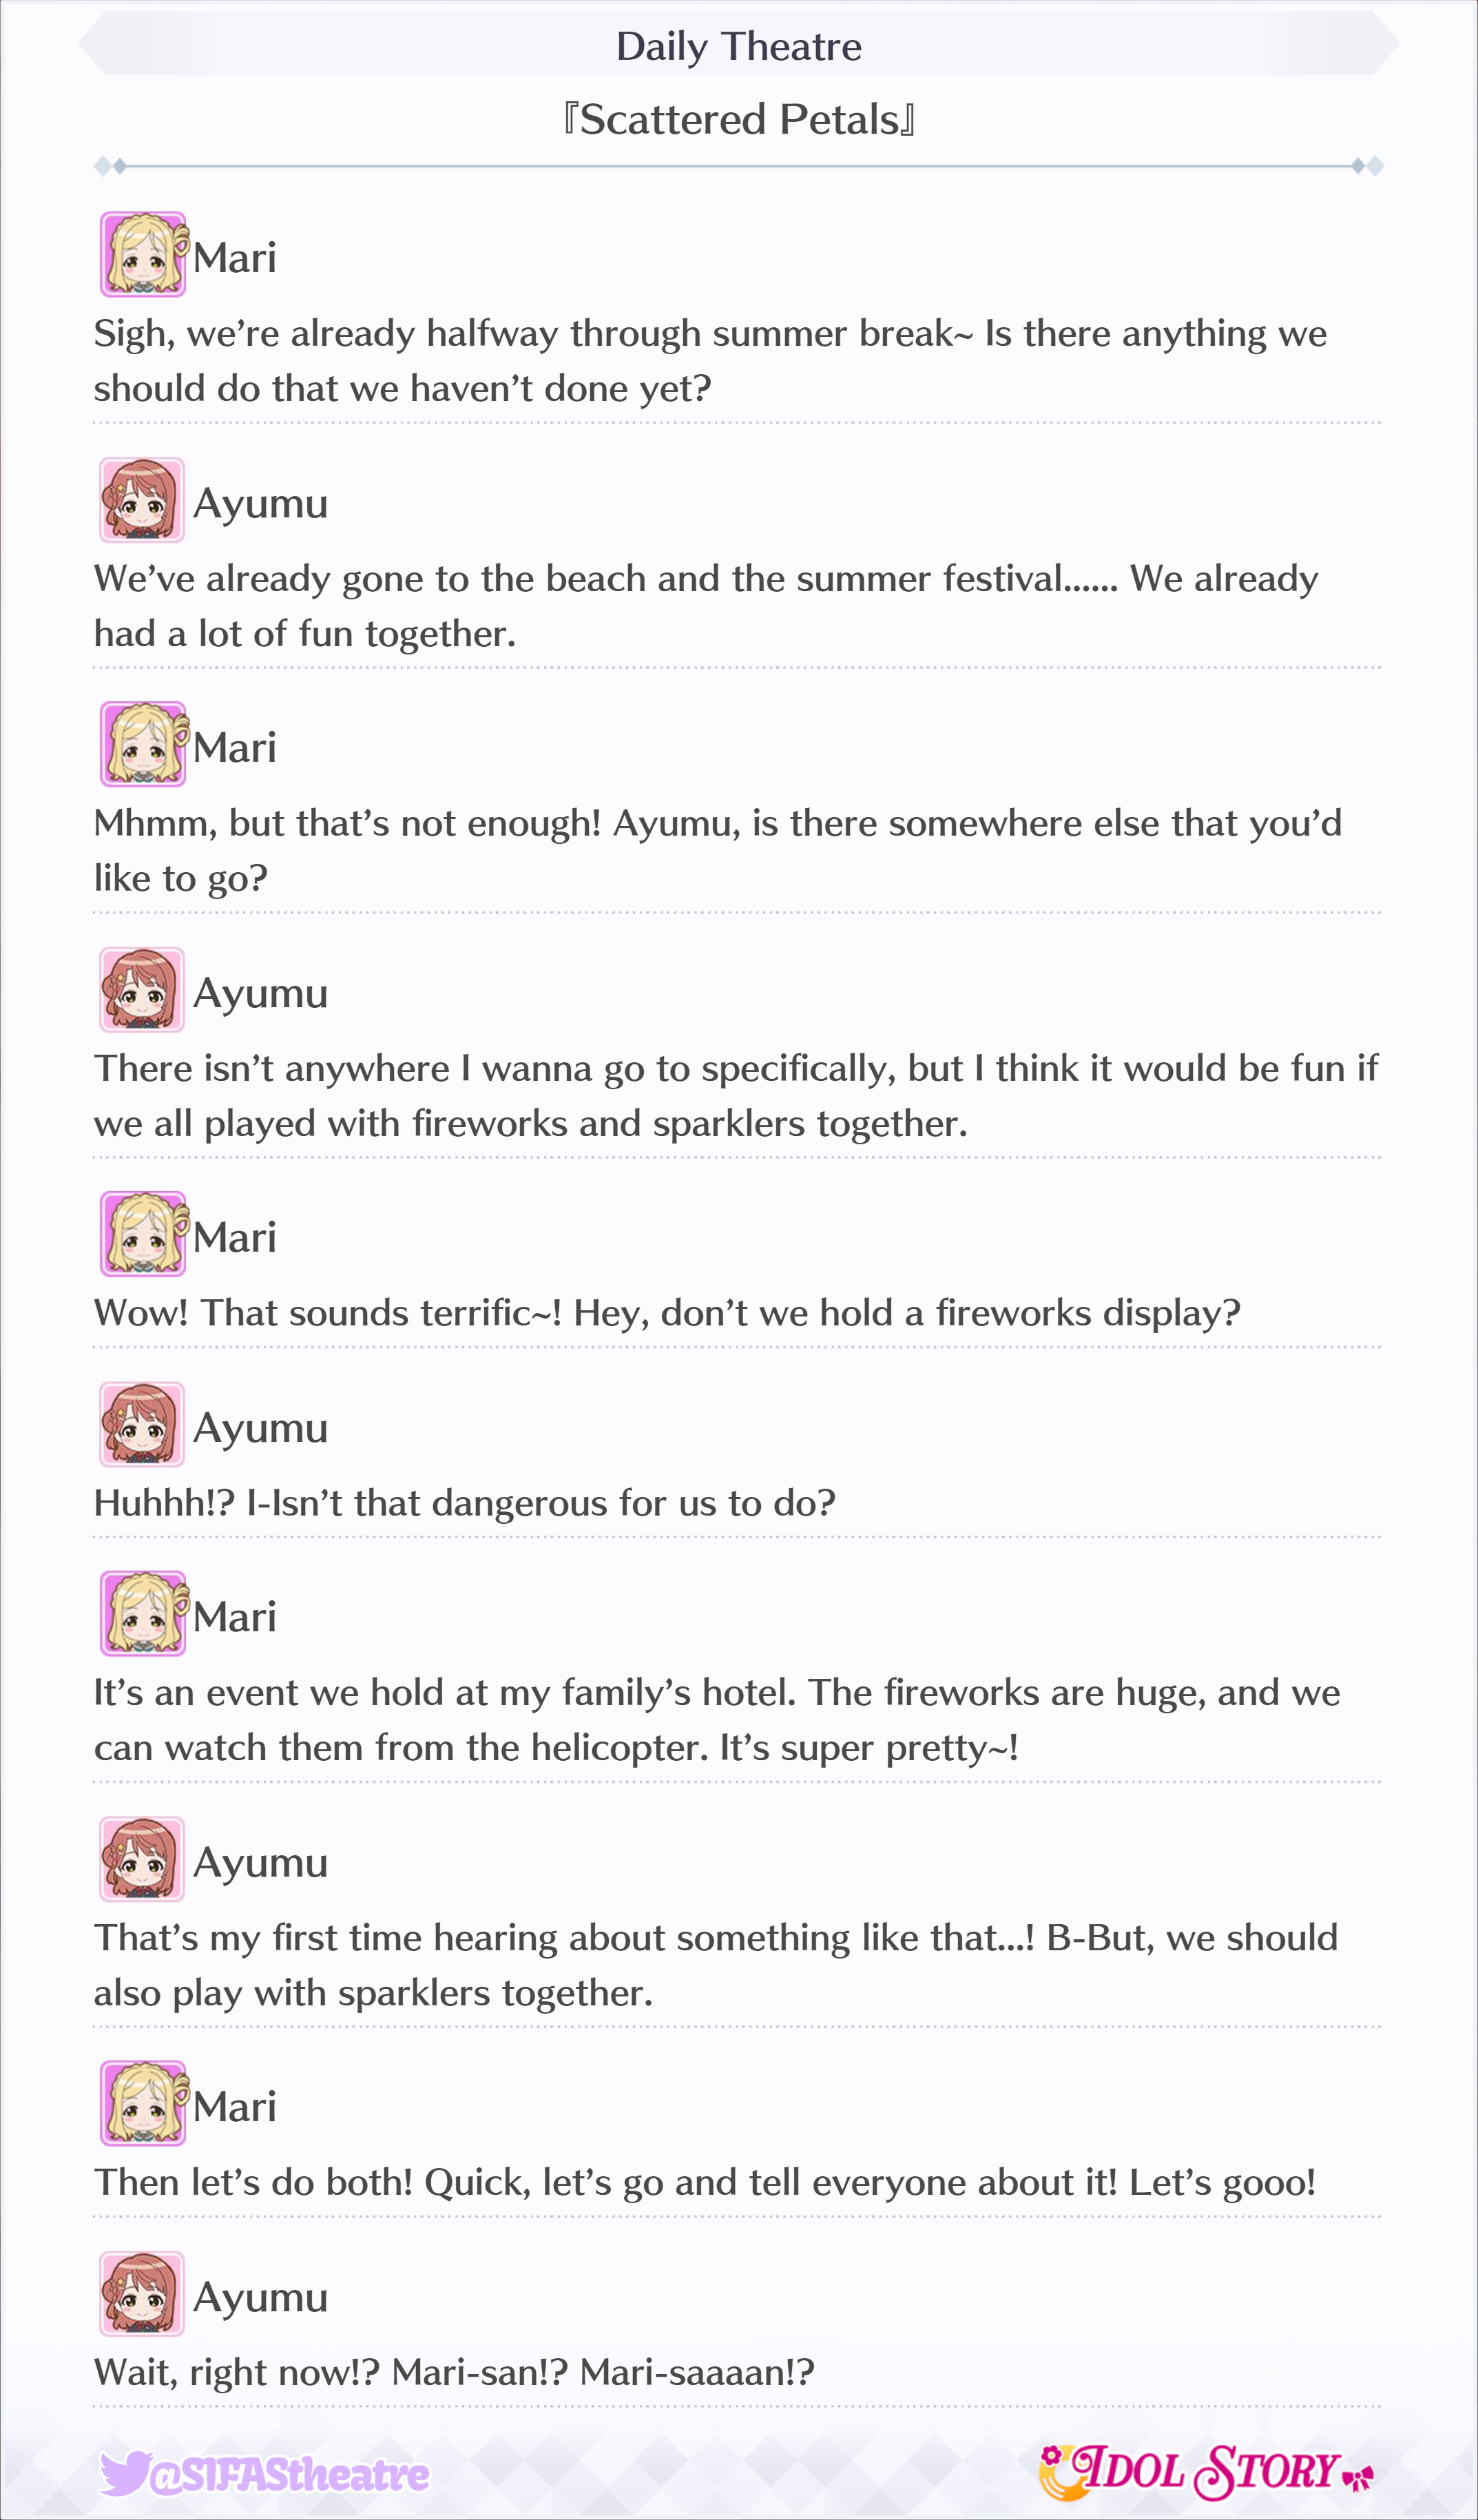 Daily Theatre
『Scattered Petals』
Mari
Sigh, we’re already halfway through summer break~ Is there anything we
should do that we haven’t done yet?
Ayumu
We’ve already gone to the beach and the summer festival...... We already
had a lot of fun together.
Mari
Mhmm, but that’s not enough! Ayumu, is there somewhere else that you’d
like to go?
Ayumu
There isn’t anywhere I wanna go to specifically, but I think it would be fun if
we all played with fireworks and sparklers together.
Mari
Wow! That sounds terrific~! Hey, don’t we hold a fireworks display?
Ayumu
Huhhh!? I-Isn’t that dangerous for us to do?
Mari
It’s an event we hold at my family’s hotel. The fireworks are huge, and we
can watch them from the helicopter. It’s super pretty~!
Ayumu
That’s my first time hearing about something like that...! B-But, we should
also play with sparklers together.
Mari
Then let’s do both! Quick, let’s go and tell everyone about it! Let’s gooo!
Ayumu
Wait, right now!? Mari-san!? Mari-saaaan!?
@SIFAStheatre
IDOL STORY